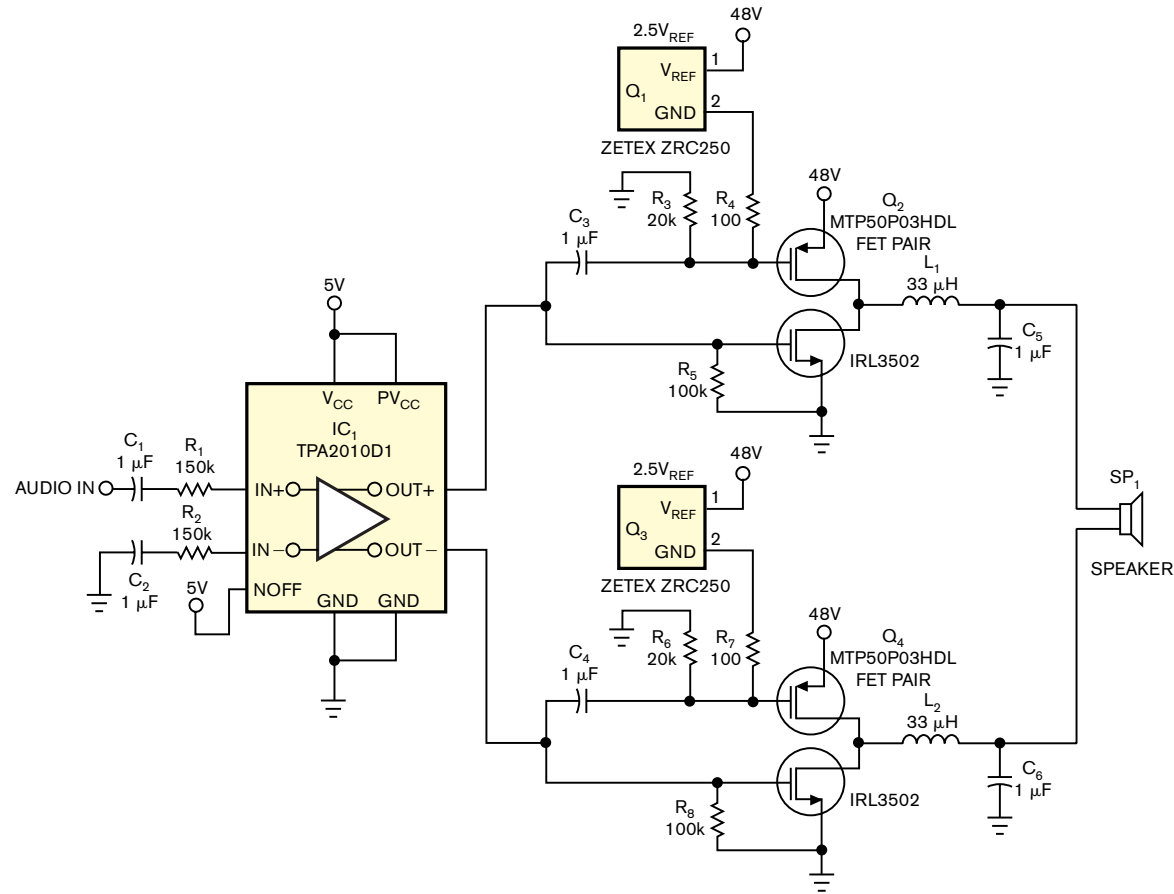 48V
2.5VREF
VREF
1
Q1
GND
2
ZETEX ZRC250
48V
R3
20k
R4
100
Q2
MTP50P03HDL
FET PAIR
C3
1 μF
L1
33 μH
C5
1 μF
5V
IRL3502
R5
100k
VCC
PVCC
IC1
TPA2010D1
C1
1 μF
R1
150k
AUDIO IN
IN+
OUT+
R2
150k
IN–
OUT–
C2
1 μF
5V
NOFF
GND
GND
48V
2.5VREF
VREF
1
Q3
GND
2
ZETEX ZRC250
SP1
SPEAKER
48V
R6
20k
R7
100
Q4
MTP50P03HDL
FET PAIR
C4
1 μF
L2
33 μH
C6
1 μF
IRL3502
R8
100k